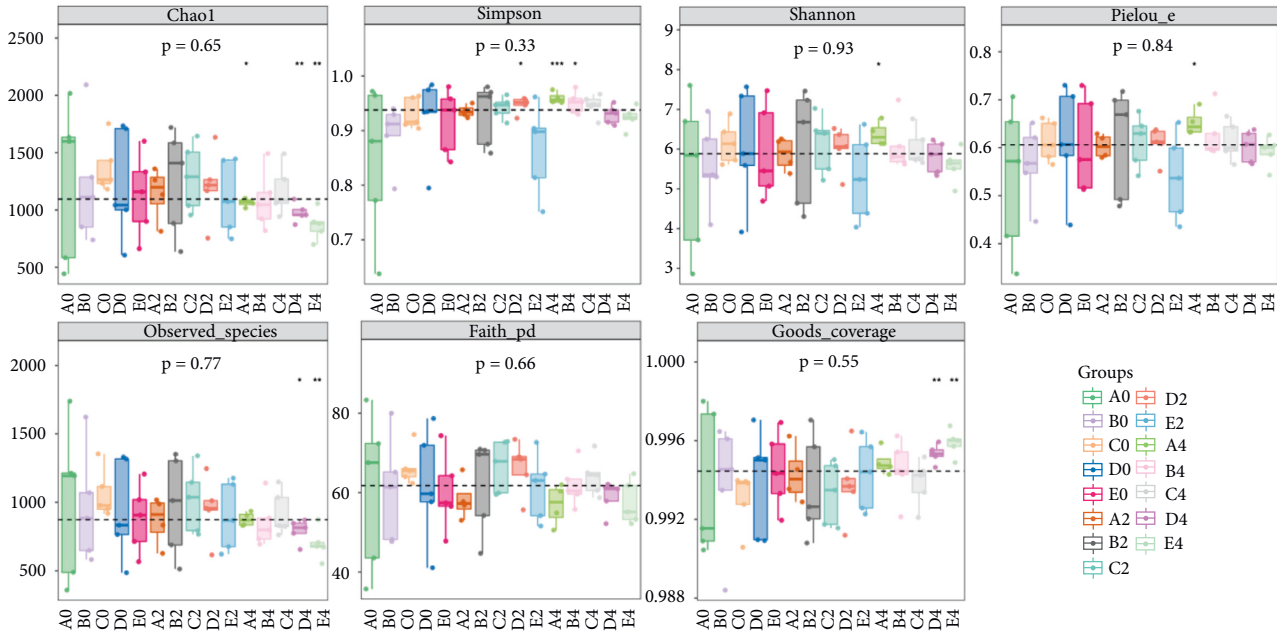 Chao1
p = 0.65
* ** **
2500
2000
1500
1000
500
A0 B0 C0 D0 E0 A2 B2 C2 D2 E2 A4 B4 C4 D4 E4
Simpson
p = 0.33
* *** *
1.0
0.9
0.8
0.7
A0 B0 C0 D0 E0 A2 B2 C2 D2 E2 A4 B4 C4 D4 E4
Shannon
p = 0.93
*
9
8
7
6
5
4
3
A0 B0 C0 D0 E0 A2 B2 C2 D2 E2 A4 B4 C4 D4 E4
Pielou_e
p = 0.84
*
0.8
0.7
0.6
0.5
0.4
A0 B0 C0 D0 E0 A2 B2 C2 D2 E2 A4 B4 C4 D4 E4
Observed_species
p = 0.77
* **
2000
1500
1000
500
A0 B0 C0 D0 E0 A2 B2 C2 D2 E2 A4 B4 C4 D4 E4
Faith_pd
p = 0.66
80
60
40
A0 B0 C0 D0 E0 A2 B2 C2 D2 E2 A4 B4 C4 D4 E4
Goods_coverage
p = 0.55
** **
1.000
0.996
0.992
0.988
A0 B0 C0 D0 E0 A2 B2 C2 D2 E2 A4 B4 C4 D4 E4
Groups
A0
B0
C0
D0
E0
A2
B2
C2
D2
E2
A4
B4
C4
D4
E4